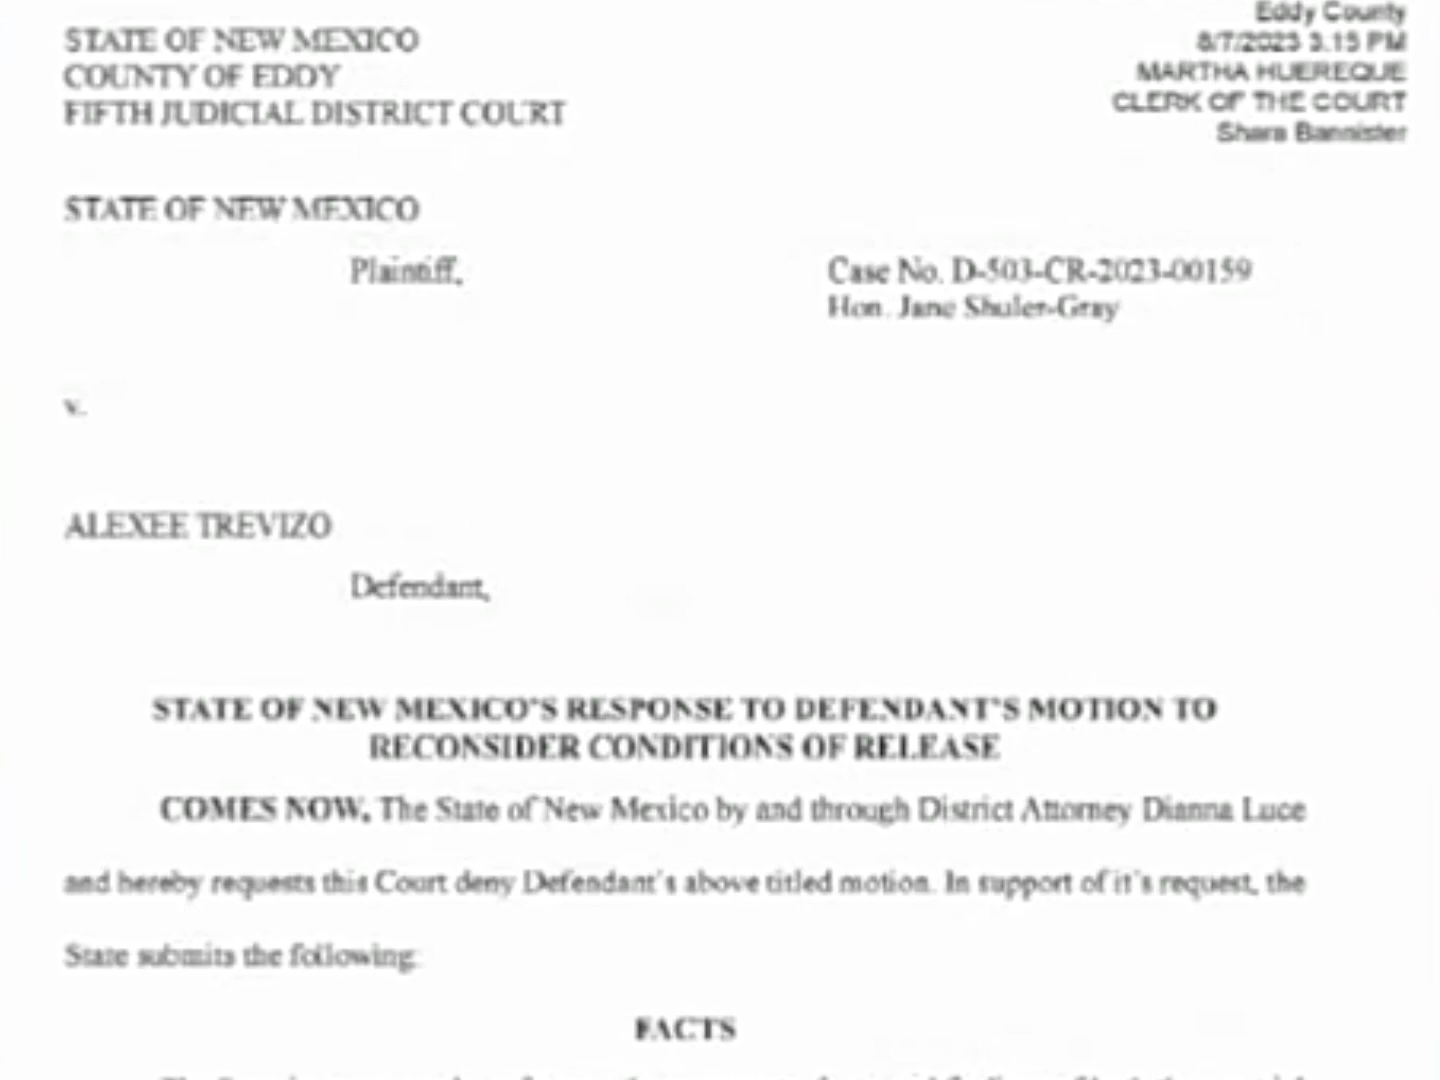 STATE OF NEW MEXICO
COUNTY OF EDDY
FIFTH JUDICIAL DISTRICT COURT
Eddy County
8/7/2023 3:15 PM
MARTHA HUEREQUE
CLERK OF THE COURT
Shara Bannister
STATE OF NEW MEXICO
Plaintiff,
Case No. D-503-CR-2023-00159
Hon. Jane Shuler-Gray
v.
ALEXEE TREVIZO
Defendant,
STATE OF NEW MEXICO'S RESPONSE TO DEFENDANT'S MOTION TO
RECONSIDER CONDITIONS OF RELEASE
COMES NOW, The State of New Mexico by and through District Attorney Dianna Luce
and hereby requests this Court deny Defendant's above titled motion. In support of it's request, the
State submits the following:
FACTS